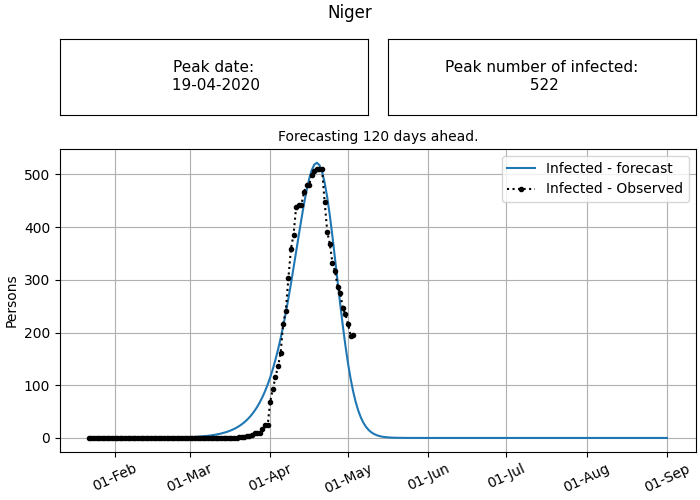 Niger
Peak date:
19-04-2020
Peak number of infected:
522
Forecasting 120 days ahead.
Infected - forecast
Infected - Observed
Persons
500
400
300
200
100
0
01-Feb
01-Mar
01-Apr
01-May
01-Jun
01-Jul
01-Aug
01-Sep